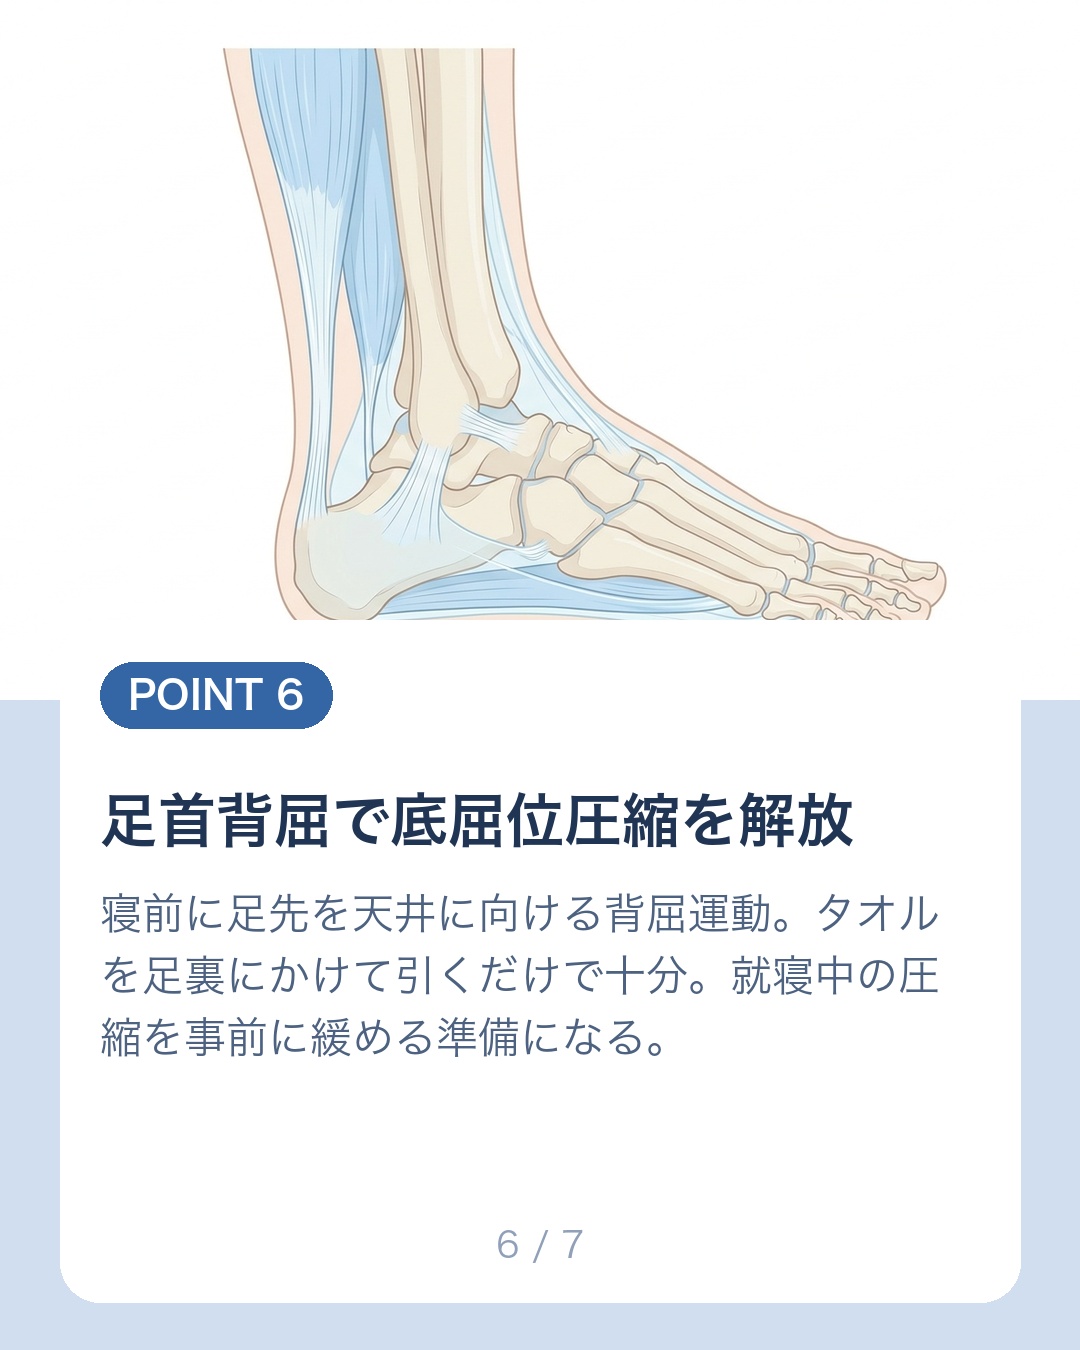 POINT 6
足首背屈で底屈位圧縮を解放
寝前に足先を天井に向ける背屈運動。タオル
を足裏にかけて引くだけで十分。就寝中の圧
縮を事前に緩める準備になる。
6 / 7